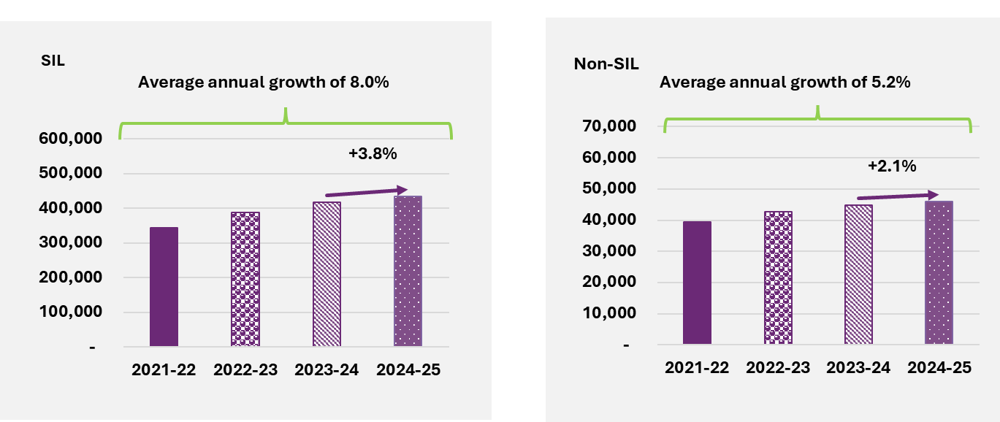 SIL
Average annual growth of 8.0%
600,000
+3.8%
500,000
400,000
300,000
200,000
100,000
-
2021-22 2022-23 2023-24 2024-25
Non-SIL
Average annual growth of 5.2%
70,000
60,000
+2.1%
50,000
40,000
30,000
20,000
10,000
-
2021-22 2022-23 2023-24 2024-25